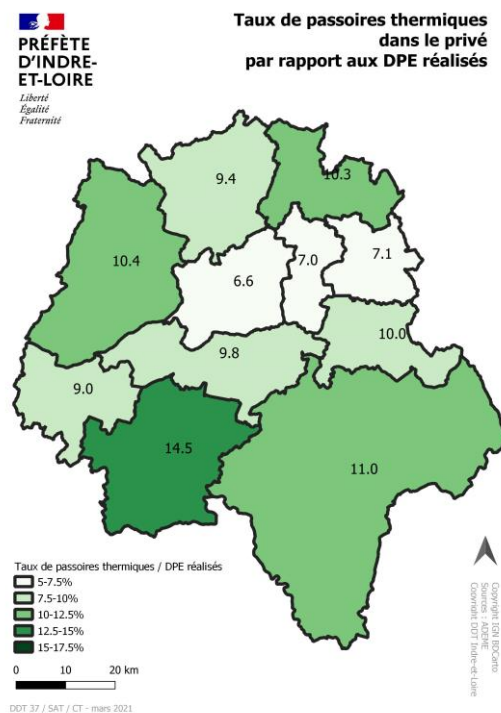 PRÉFÈTE
D'INDRE-
ET-LOIRE
Liberté
Égalité
Fraternité
Taux de passoires thermiques
dans le privé
par rapport aux DPE réalisés
9.4
10.3
10.4
6.6
7.0
7.1
9.8
10.0
9.0
14.5
11.0
Taux de passoires thermiques / DPE réalisés
5-7.5%
7.5-10%
10-12.5%
12.5-15%
15-17.5%
0 10 20 km
Copyright IGN BDCarto
Sources : ADEME
Copyright DDT Indre-et-Loire
DDT 37 / SAT / CT - mars 2021